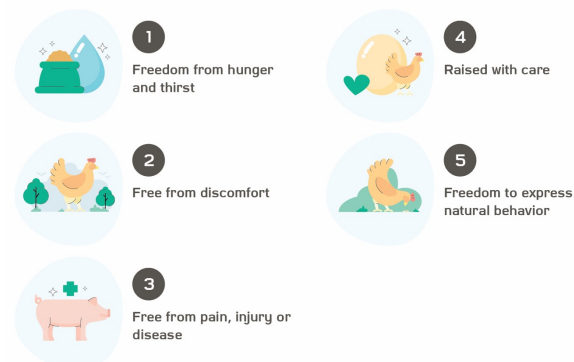 1
Freedom from hunger
and thirst
2
Free from discomfort
3
Free from pain, injury or
disease
4
Raised with care
5
Freedom to express
natural behavior